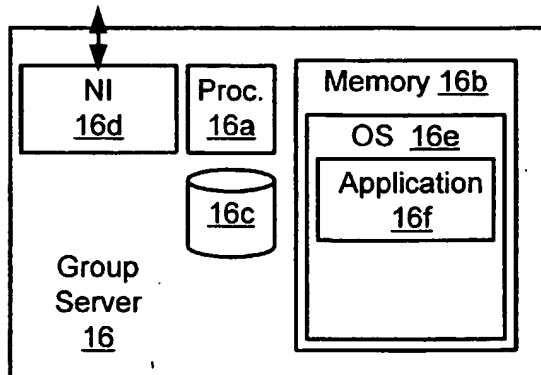 NI
16d
Proc.
16a
16c
Memory 16b
OS 16e
Application
16f
Group
Server
16